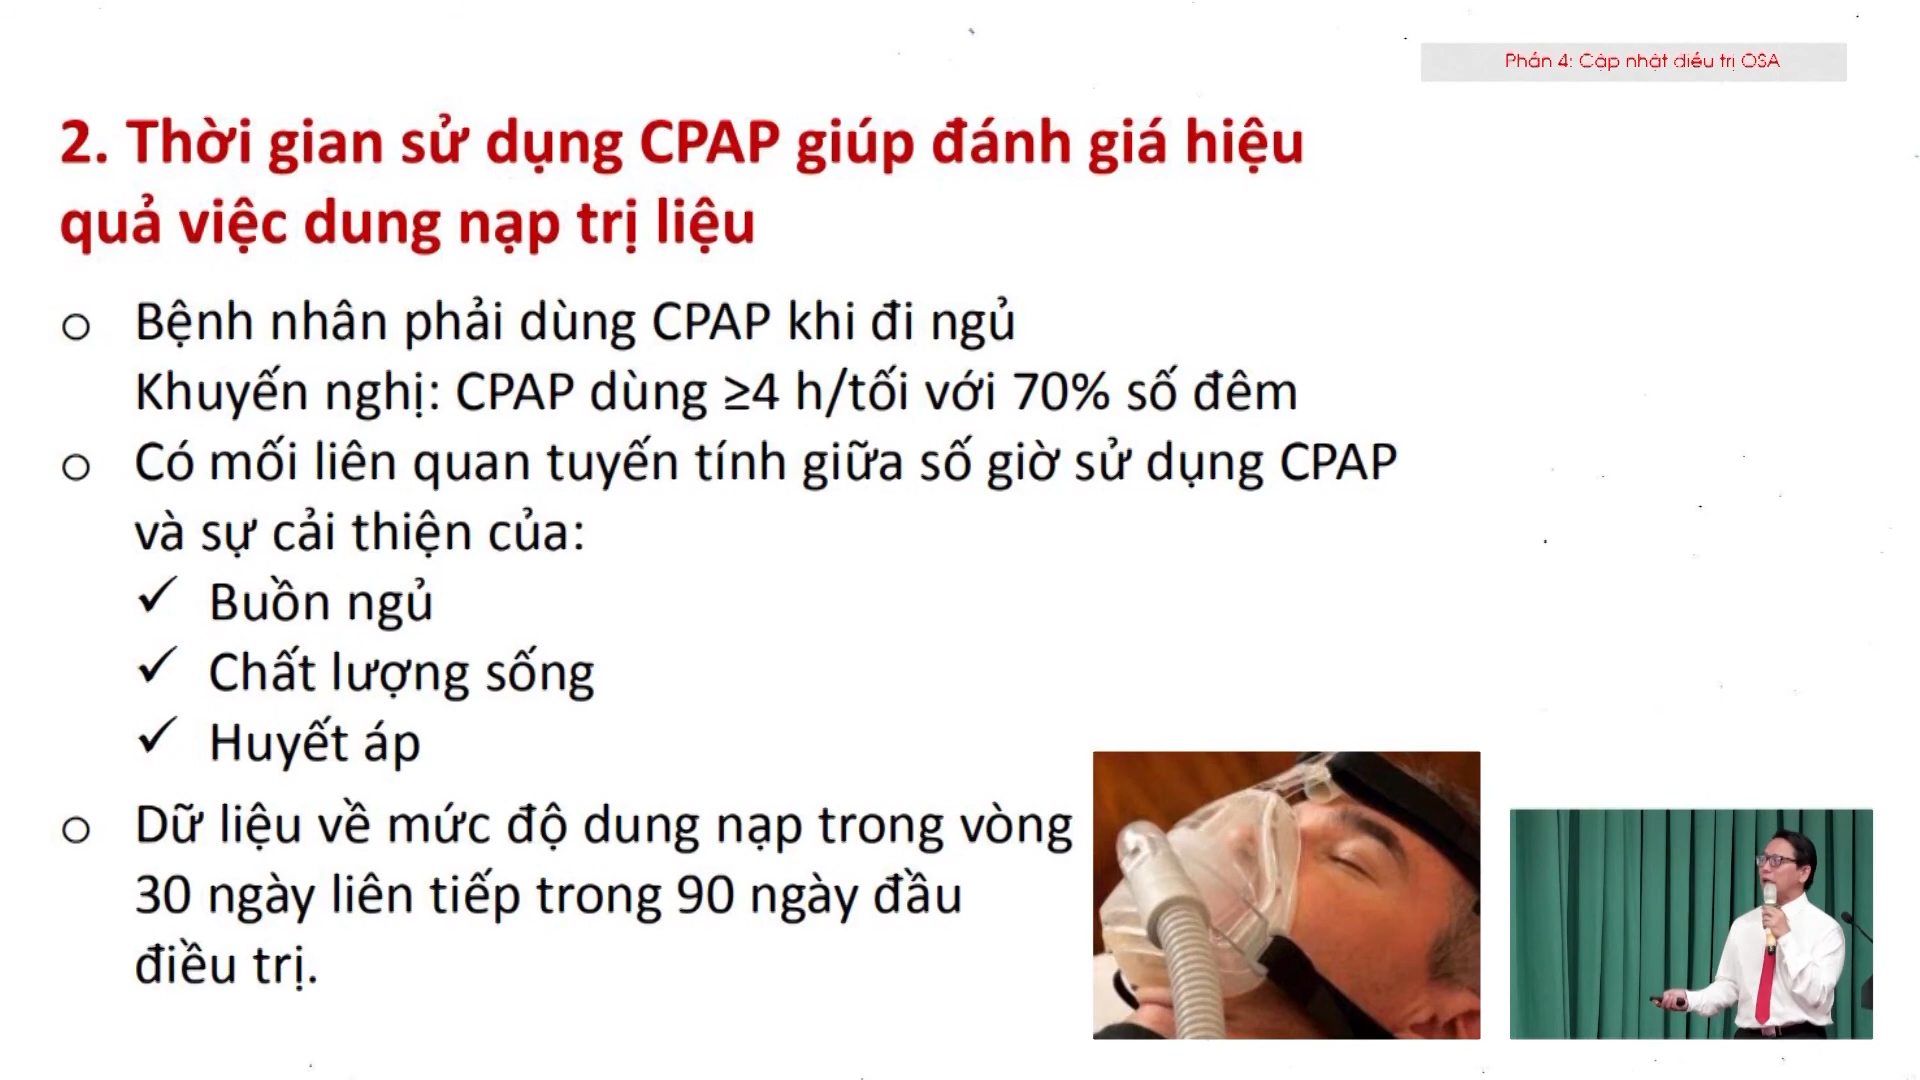 Phần 4: Cập nhật điều trị OSA
2. Thời gian sử dụng CPAP giúp đánh giá hiệu
quả việc dung nạp trị liệu
o Bệnh nhân phải dùng CPAP khi đi ngủ
Khuyến nghị: CPAP dùng ≥4 h/tối với 70% số đêm
o Có mối liên quan tuyến tính giữa số giờ sử dụng CPAP
và sự cải thiện của:
✓ Buồn ngủ
✓ Chất lượng sống
✓ Huyết áp
o Dữ liệu về mức độ dung nạp trong vòng
30 ngày liên tiếp trong 90 ngày đầu
điều trị.